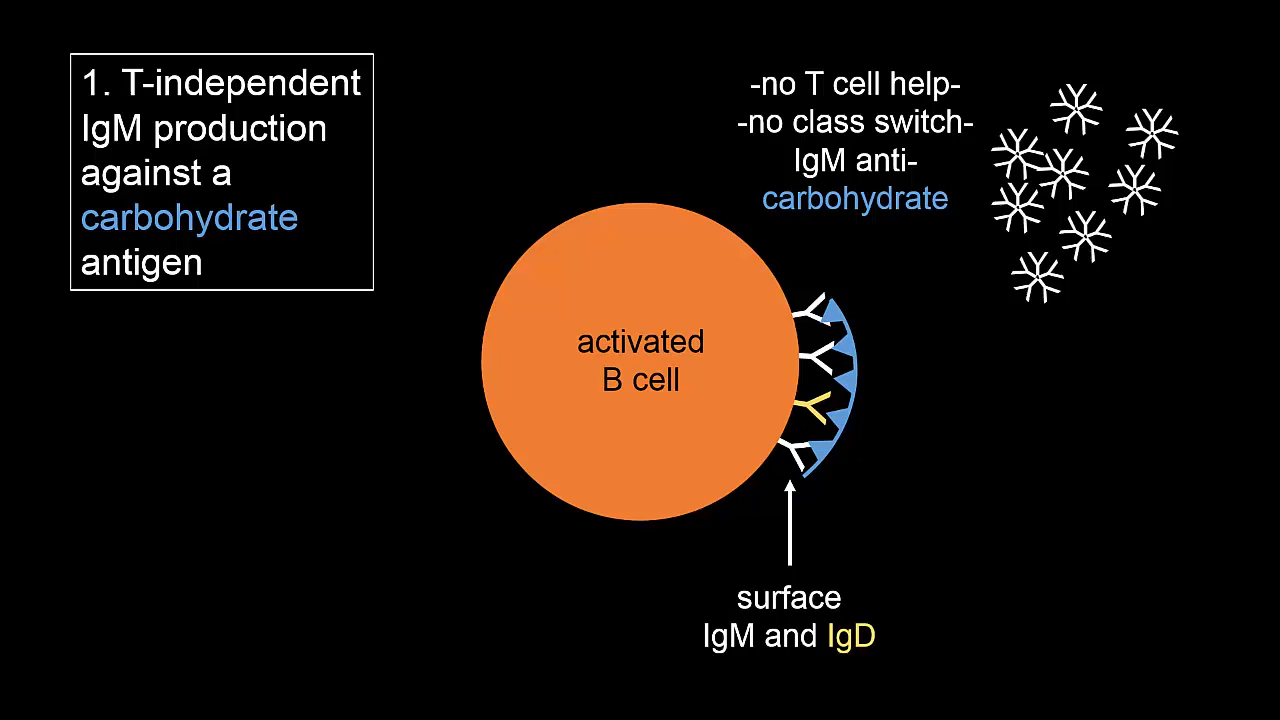 1. T-independent
IgM production
against a
carbohydrate
antigen
-no T cell help-
-no class switch-
IgM anti-
carbohydrate
activated
B cell
surface
IgM and IgD